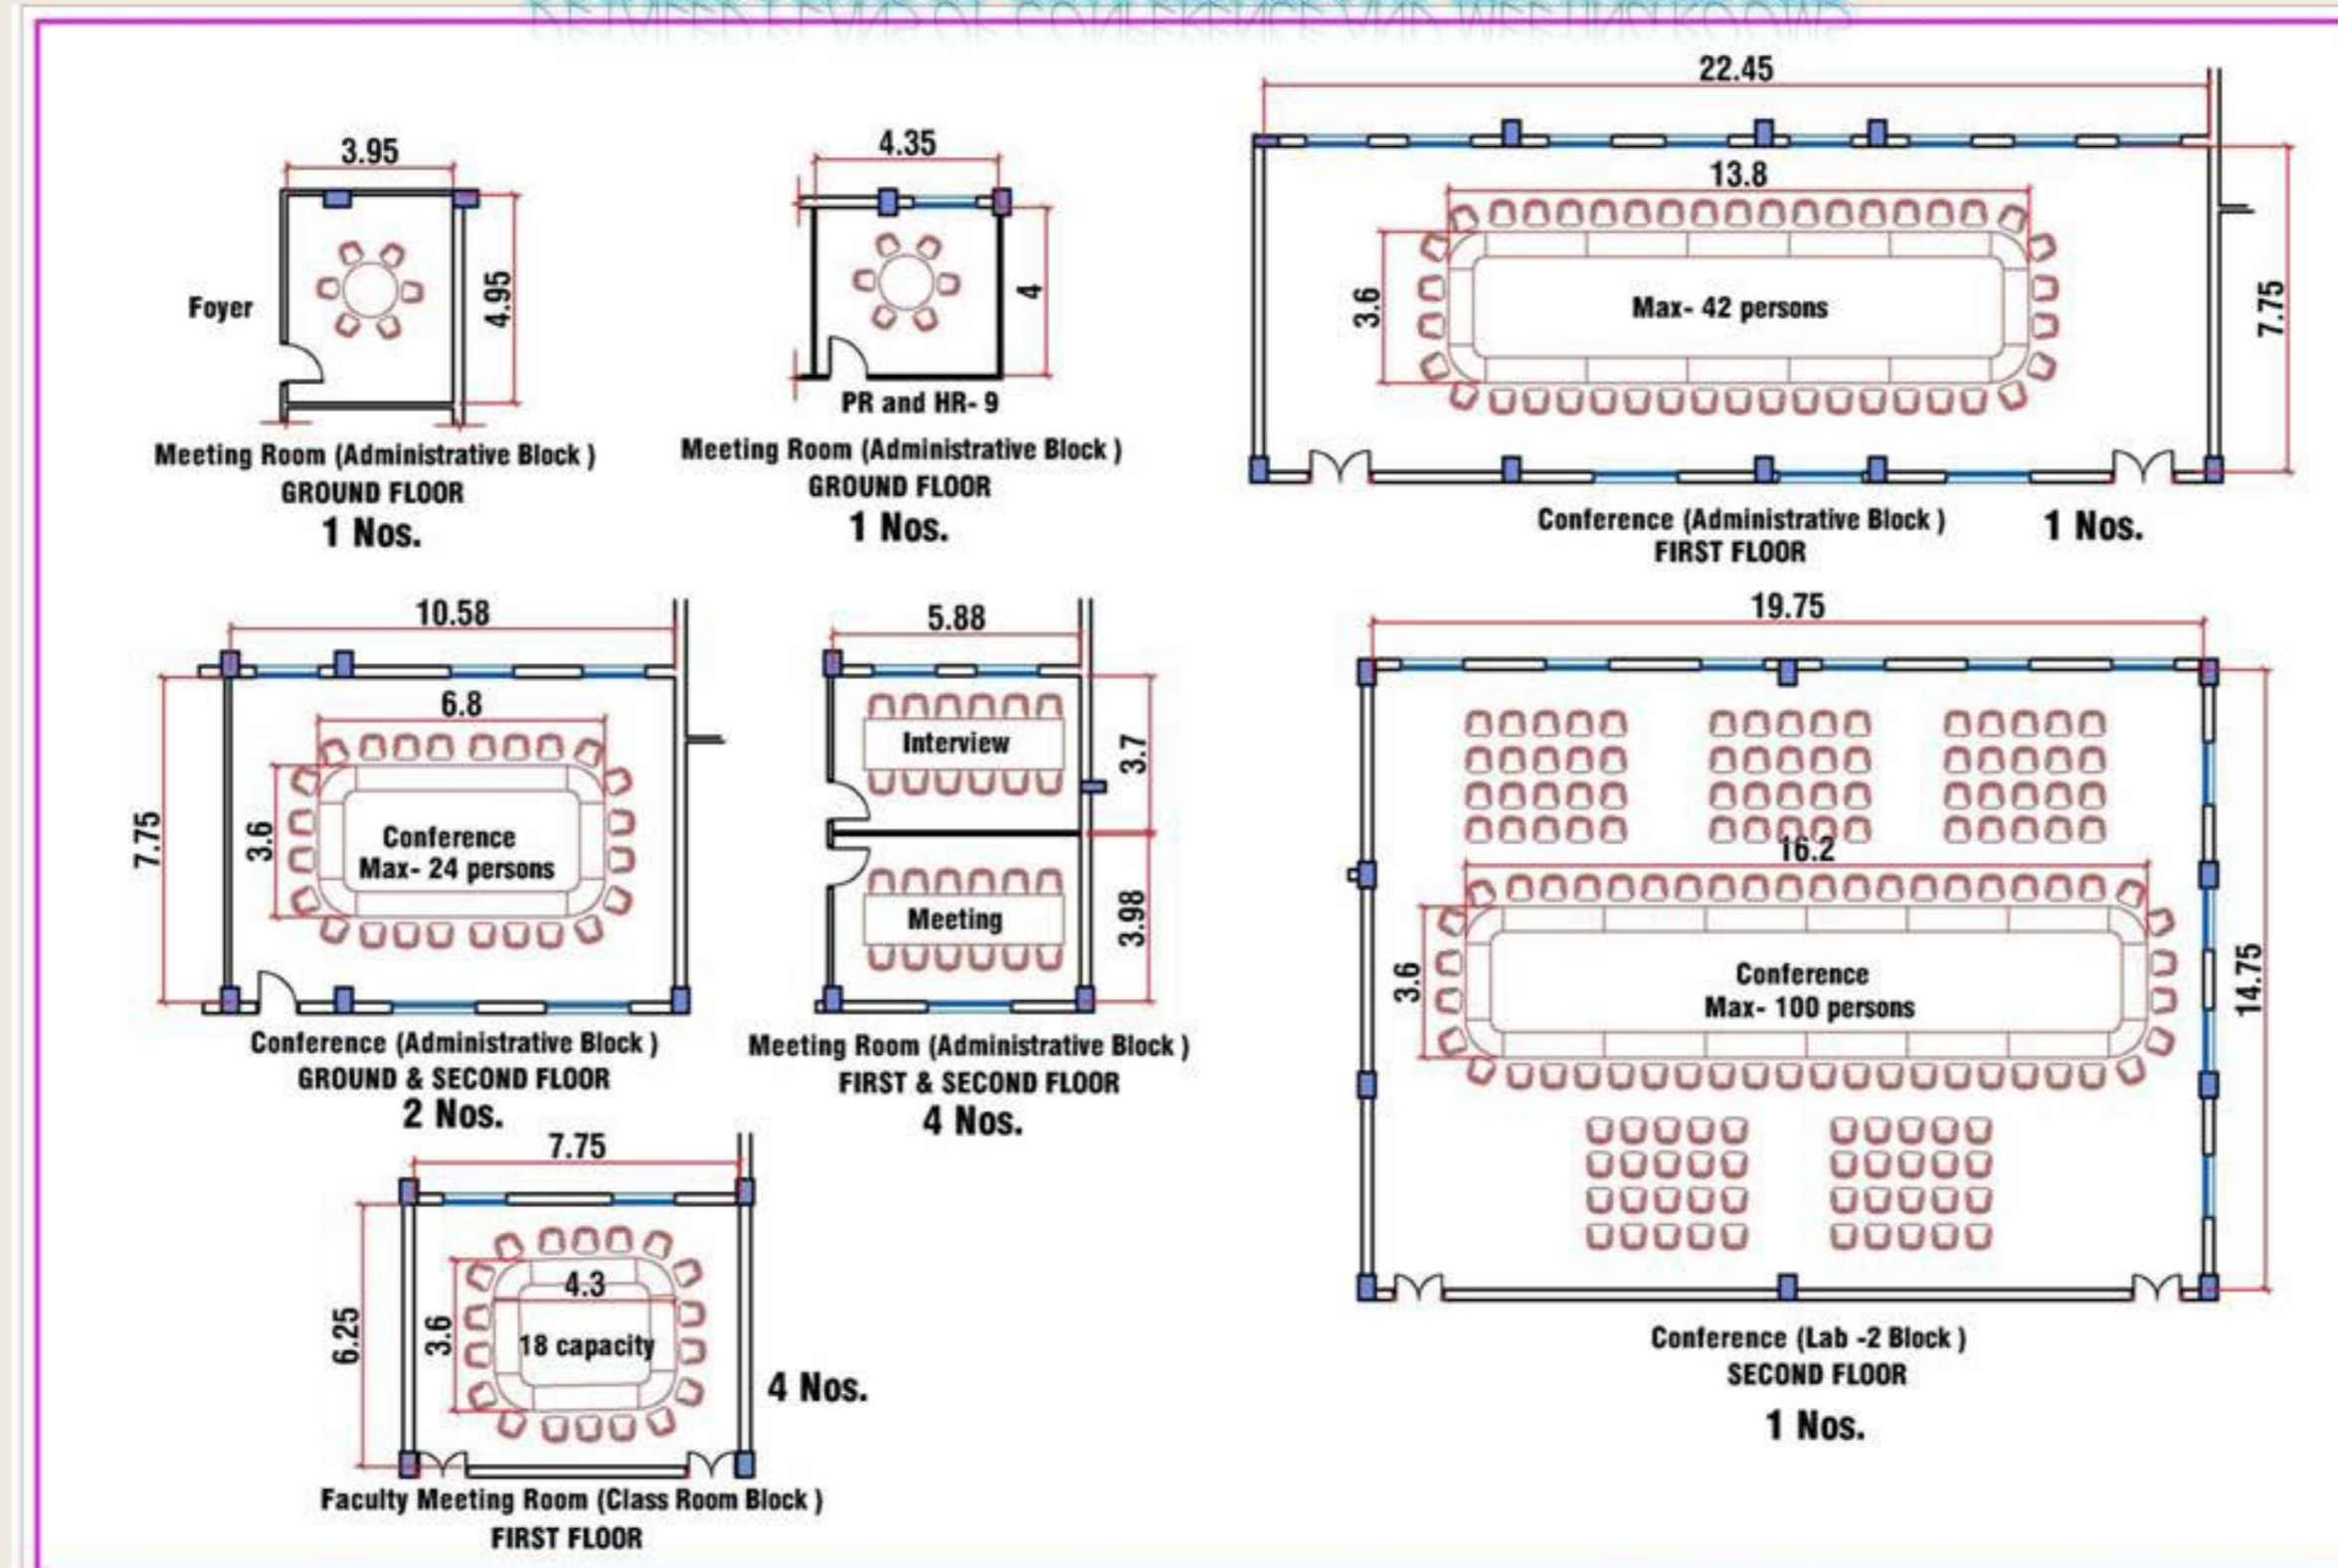 3.95
4.95
Foyer
Meeting Room (Administrative Block )
GROUND FLOOR
1 Nos.
4.35
4
PR and HR- 9
Meeting Room (Administrative Block )
GROUND FLOOR
1 Nos.
22.45
13.8
3.6
Max- 42 persons
7.75
Conference (Administrative Block )
FIRST FLOOR
1 Nos.
10.58
6.8
7.75
3.6
Conference
Max- 24 persons
Conference (Administrative Block )
GROUND & SECOND FLOOR
2 Nos.
5.88
Interview
3.7
Meeting
3.98
Meeting Room (Administrative Block )
FIRST & SECOND FLOOR
4 Nos.
19.75
16.2
3.6
Conference
Max- 100 persons
14.75
Conference (Lab -2 Block )
SECOND FLOOR
1 Nos.
7.75
6.25
3.6
4.3
18 capacity
4 Nos.
Faculty Meeting Room (Class Room Block )
FIRST FLOOR